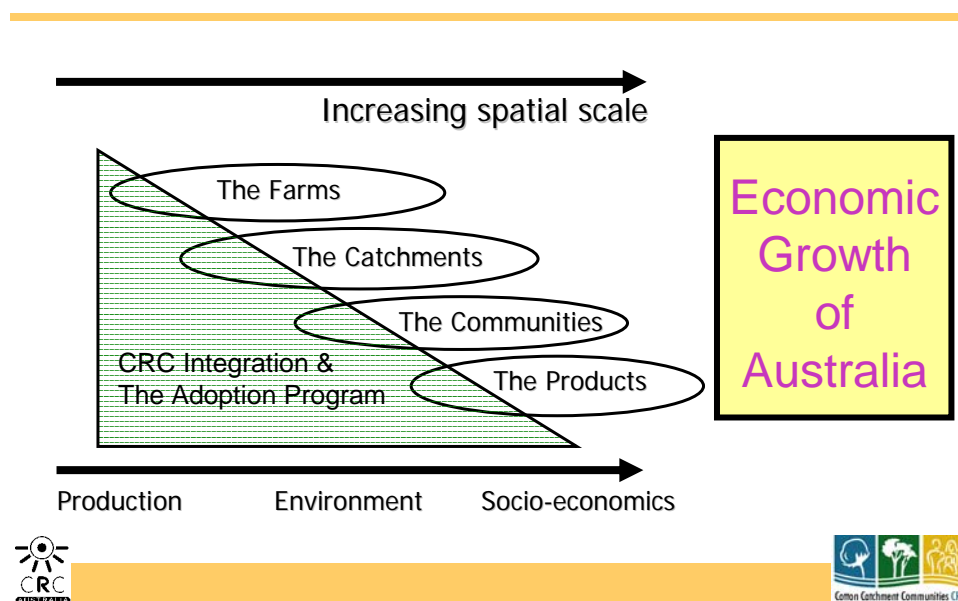 Increasing spatial scale
The Farms
The Catchments
The Communities
The Products
CRC Integration &
The Adoption Program
Economic
Growth
of
Australia
Production Environment Socio-economics
CRC
AUSTRALIA
Cotton Catchment Communities